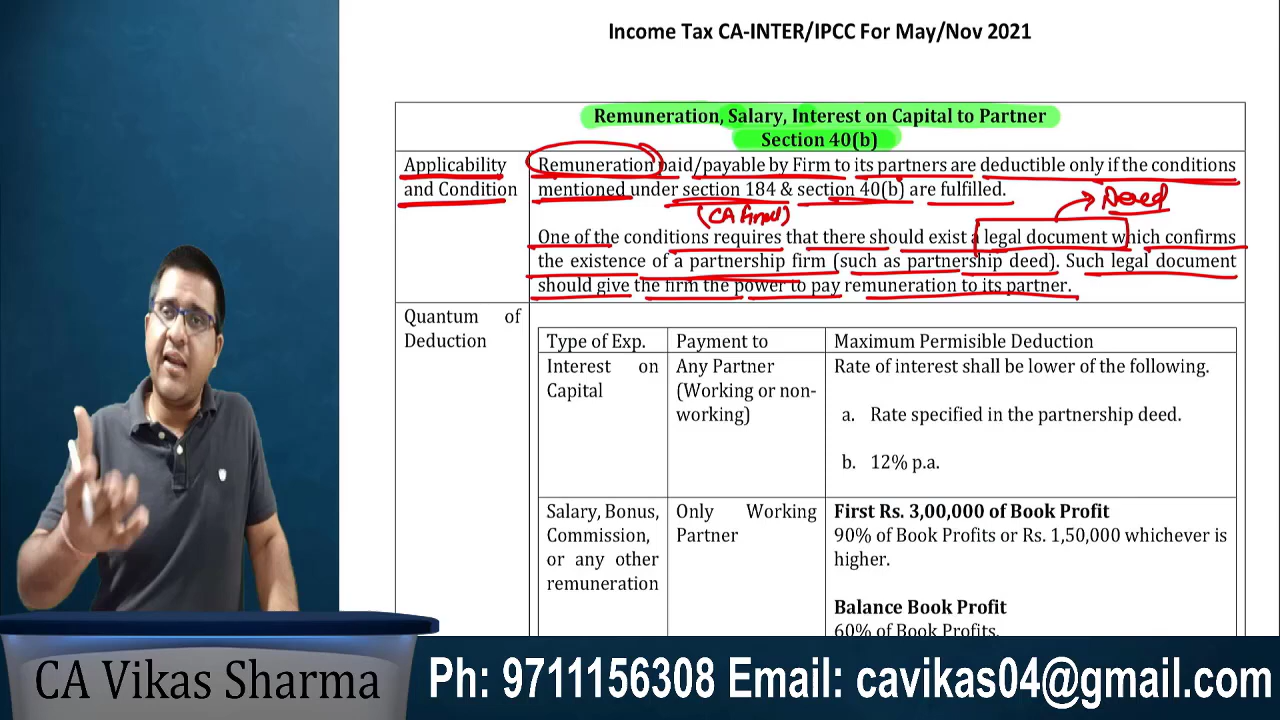 Income Tax CA-INTER/IPCC For May/Nov 2021
Remuneration, Salary, Interest on Capital to Partner
Section 40(b)
Applicability
and Condition
Remuneration paid/payable by Firm to its partners are deductible only if the conditions
mentioned under section 184 & section 40(b) are fulfilled.
Deed
(CA Final)
One of the conditions requires that there should exist a legal document which confirms
the existence of a partnership firm (such as partnership deed). Such legal document
should give the firm the power to pay remuneration to its partner.
Quantum of
Deduction
Type of Exp.
Payment to
Maximum Permisible Deduction
Interest on
Capital
Any Partner
(Working or non-
working)
Rate of interest shall be lower of the following.
a. Rate specified in the partnership deed.
b. 12% p.a.
Salary, Bonus,
Commission,
or any other
remuneration
Only Working
Partner
First Rs. 3,00,000 of Book Profit
90% of Book Profits or Rs. 1,50,000 whichever is
higher.
Balance Book Profit
60% of Book Profits.
CA Vikas Sharma
Ph: 9711156308 Email: cavikas04@gmail.com